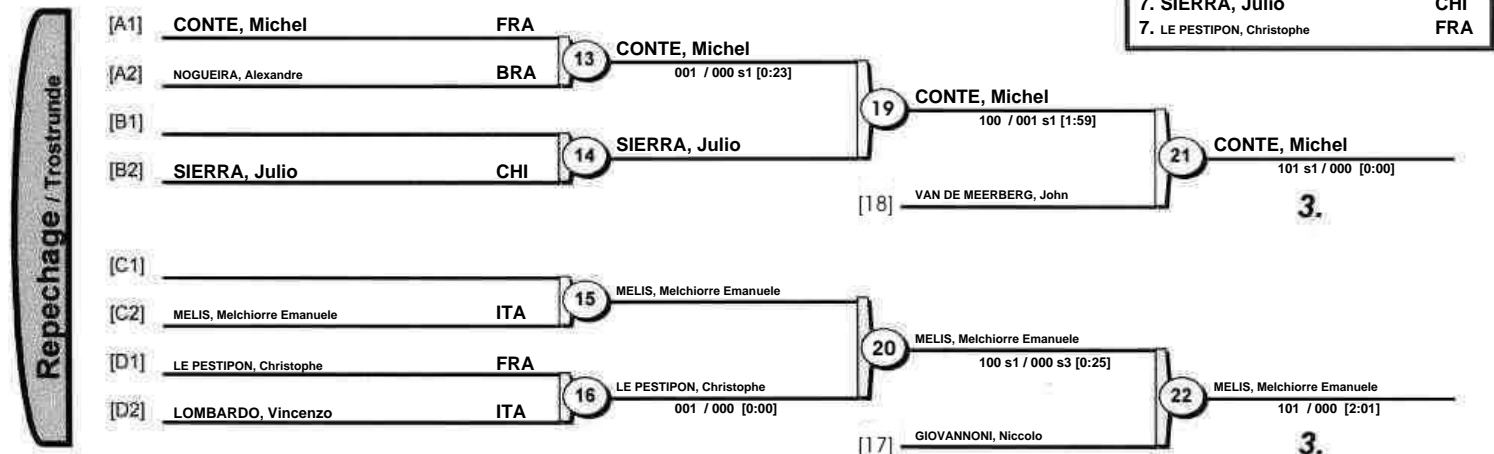 7. SIERRA, Julio CHI
7. LE PESTIPON, Christophe FRA
Repechage / Trostrunde
[A1] CONTE, Michel FRA
[A2] NOGUEIRA, Alexandre BRA
13
CONTE, Michel
001 / 000 s1 [0:23]
[B1]
[B2] SIERRA, Julio CHI
14
SIERRA, Julio
19
CONTE, Michel
100 / 001 s1 [1:59]
[18] VAN DE MEERBERG, John
21
CONTE, Michel
101 s1 / 000 [0:00]
3.
[C1]
[C2] MELIS, Melchiorre Emanuele ITA
15
MELIS, Melchiorre Emanuele
[D1] LE PESTIPON, Christophe FRA
[D2] LOMBARDO, Vincenzo ITA
16
LE PESTIPON, Christophe
001 / 000 [0:00]
20
MELIS, Melchiorre Emanuele
100 s1 / 000 s3 [0:25]
[17] GIOVANNONI, Niccolo
22
MELIS, Melchiorre Emanuele
101 / 000 [2:01]
3.